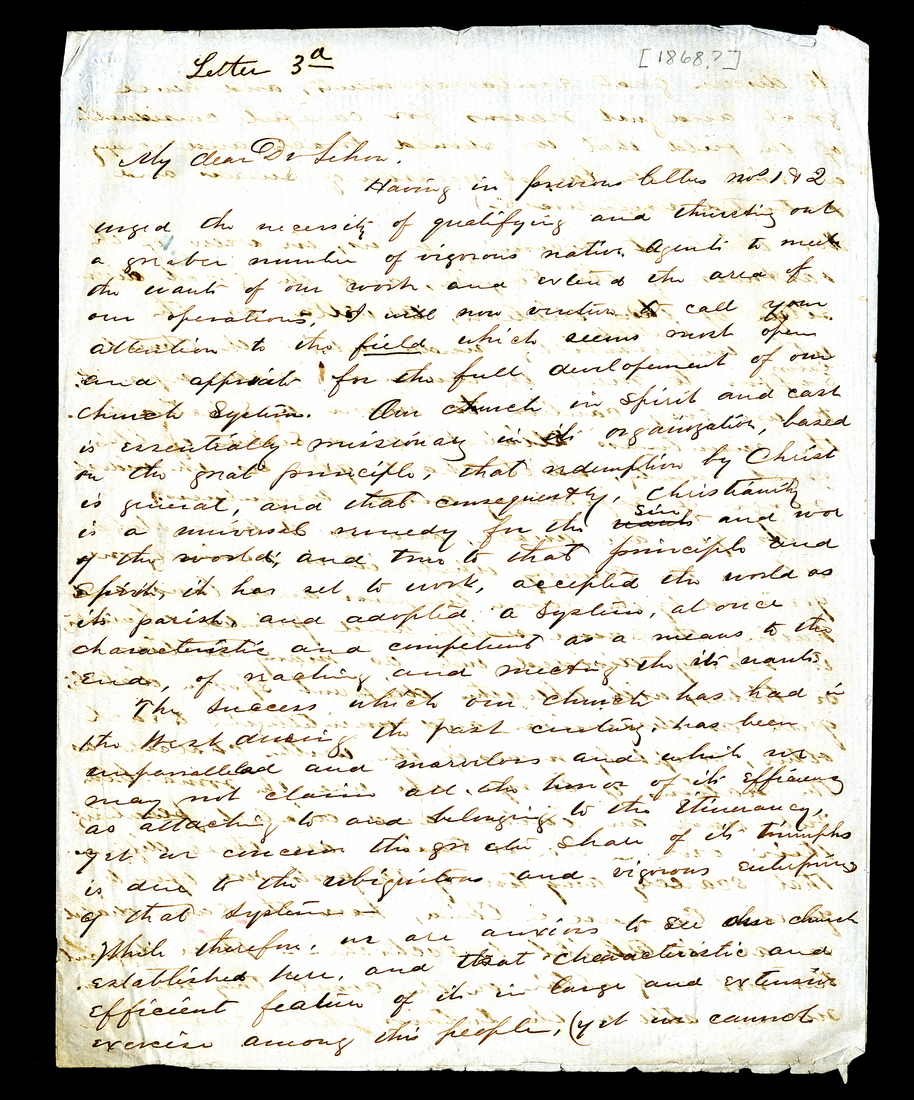 Letter 3d
[1868?]
My dear Dr Sehon.
Having in previous letters nos 1 & 2
urged the necessity of qualifying and thrusting out
a greater number of vigorous native Agents to meet
the wants of our work and extend the area of
our operations, I will now venture to call your
attention to the field which seems most open
and for the full developement of our
church System. Our church in Spirit and cast
is essentially missionary in its organization, based
on the great principle, that redemption by Christ
is general, and that consequently, Christianity
is a universal remedy for the wants sin and woe
of the world; and true to that principle and
Spirit, it has set to work, accepted the world as
its parish, and adopted a System, at once
characteristic and competent as a means to the
end, of reaching and meeting the its wants.
The Success which our church has had in
the West during the past century, has been
unparalleled and marvelous and while we
may not claim all the honor of its efficiency
as attaching to and belonging to the itinerancy,
yet we conceive the greater share of its triumphs
is due to the ubiquitous and vigorous enterprise
of that System —
While therefore, we are anxious to see our church
established here, and that characteristic and
efficient feature of it in large and extensive
exercise among this people, (yet we cannot